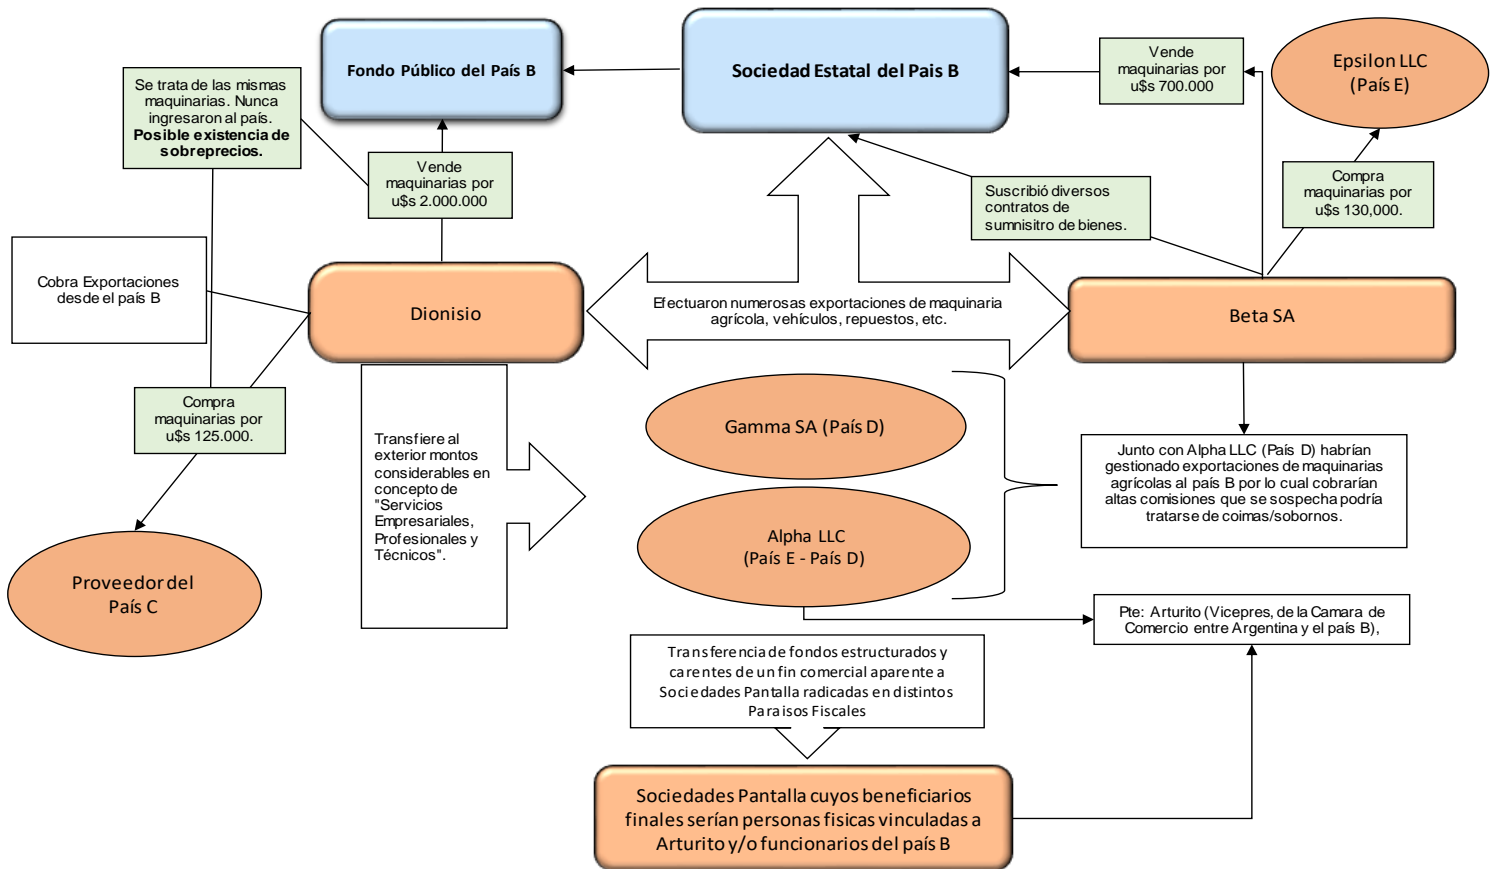 Fondo Público del País B
Sociedad Estatal del Pais B
Vende
maquinarias por
u$s 700.000
Epsilon LLC
(País E)
Se trata de las mismas
maquinarias. Nunca
ingresaron al país.
Posible existencia de
sobreprecios.
Vende
maquinarias por
u$s 2.000.000
Suscribió diversos
contratos de
sumnisitro de bienes.
Compra
maquinarias por
u$s 130,000.
Cobra Exportaciones
desde el país B
Dionisio
Efectuaron numerosas exportaciones de maquinaria
agrícola, vehículos, repuestos, etc.
Beta SA
Compra
maquinarias por
u$s 125.000.
Transfiere al
exterior montos
considerables en
concepto de
"Servicios
Empresariales,
Profesionales y
Técnicos".
Gamma SA (País D)
Alpha LLC
(País E - País D)
Junto con Alpha LLC (País D) habrían
gestionado exportaciones de maquinarias
agrícolas al país B por lo cual cobrarían
altas comisiones que se sospecha podría
tratarse de coimas/sobornos.
Proveedor del
País C
Pte: Arturito (Vicepres, de la Camara de
Comercio entre Argentina y el país B),
Transferencia de fondos estructurados y
carentes de un fin comercial aparente a
Sociedades Pantalla radicadas en distintos
Paraisos Fiscales
Sociedades Pantalla cuyos beneficiarios
finales serían personas fisicas vinculadas a
Arturito y/o funcionarios del país B